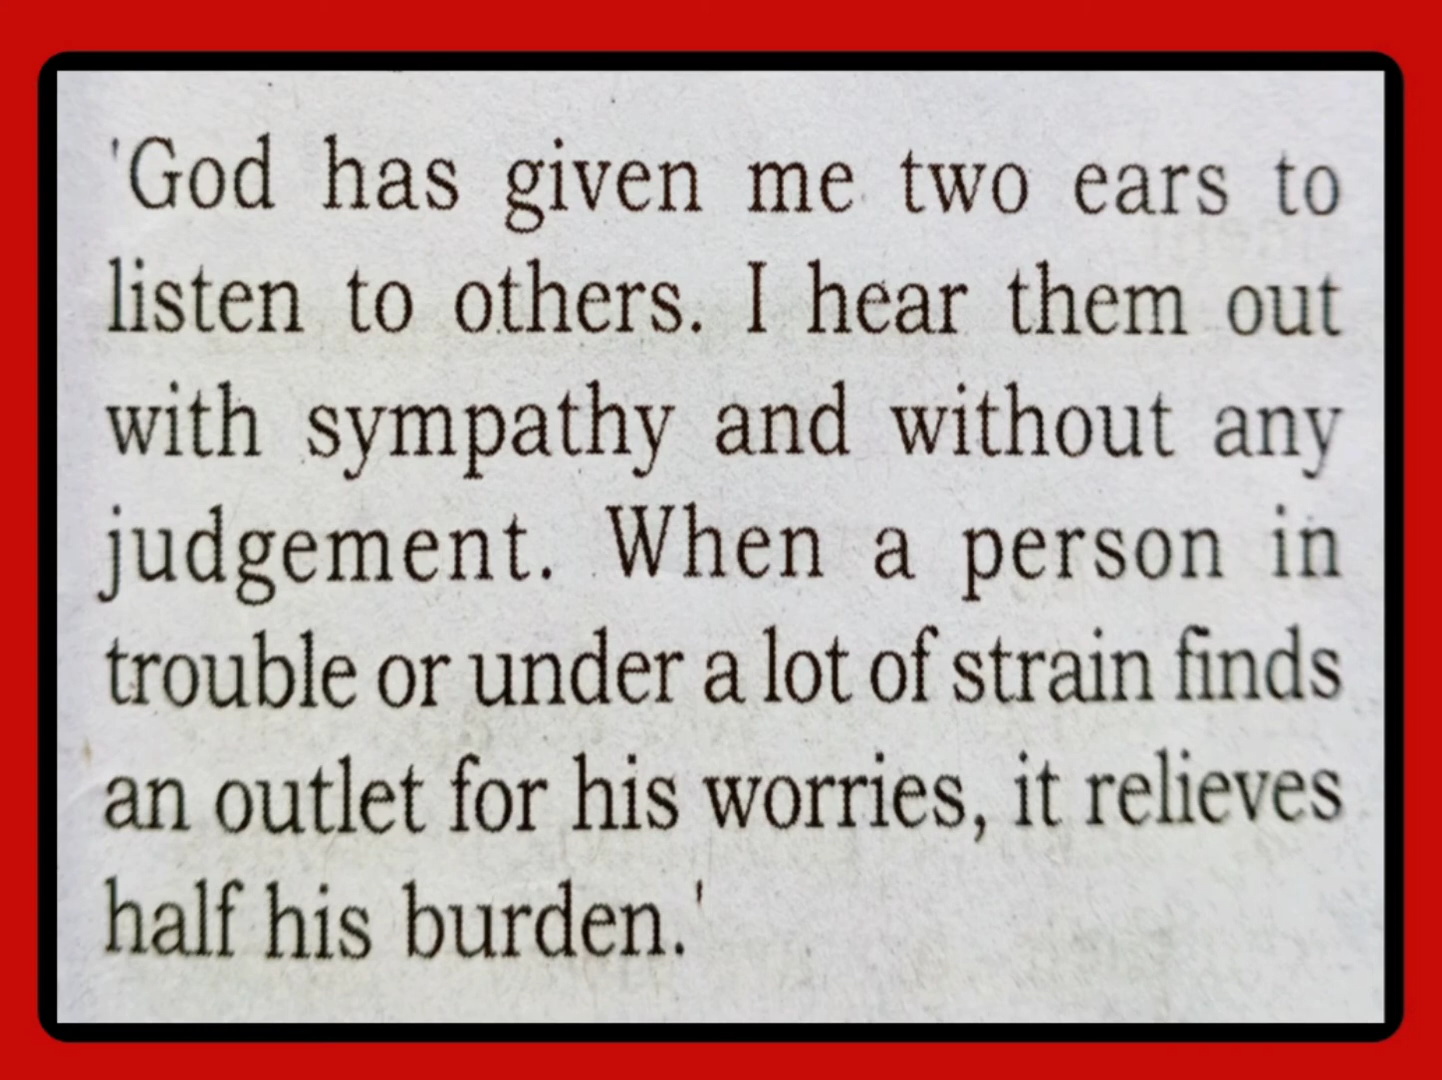 'God has given me two ears to
listen to others. I hear them out
with sympathy and without any
judgement. When a person in
trouble or under a lot of strain finds
an outlet for his worries, it relieves
half his burden.'